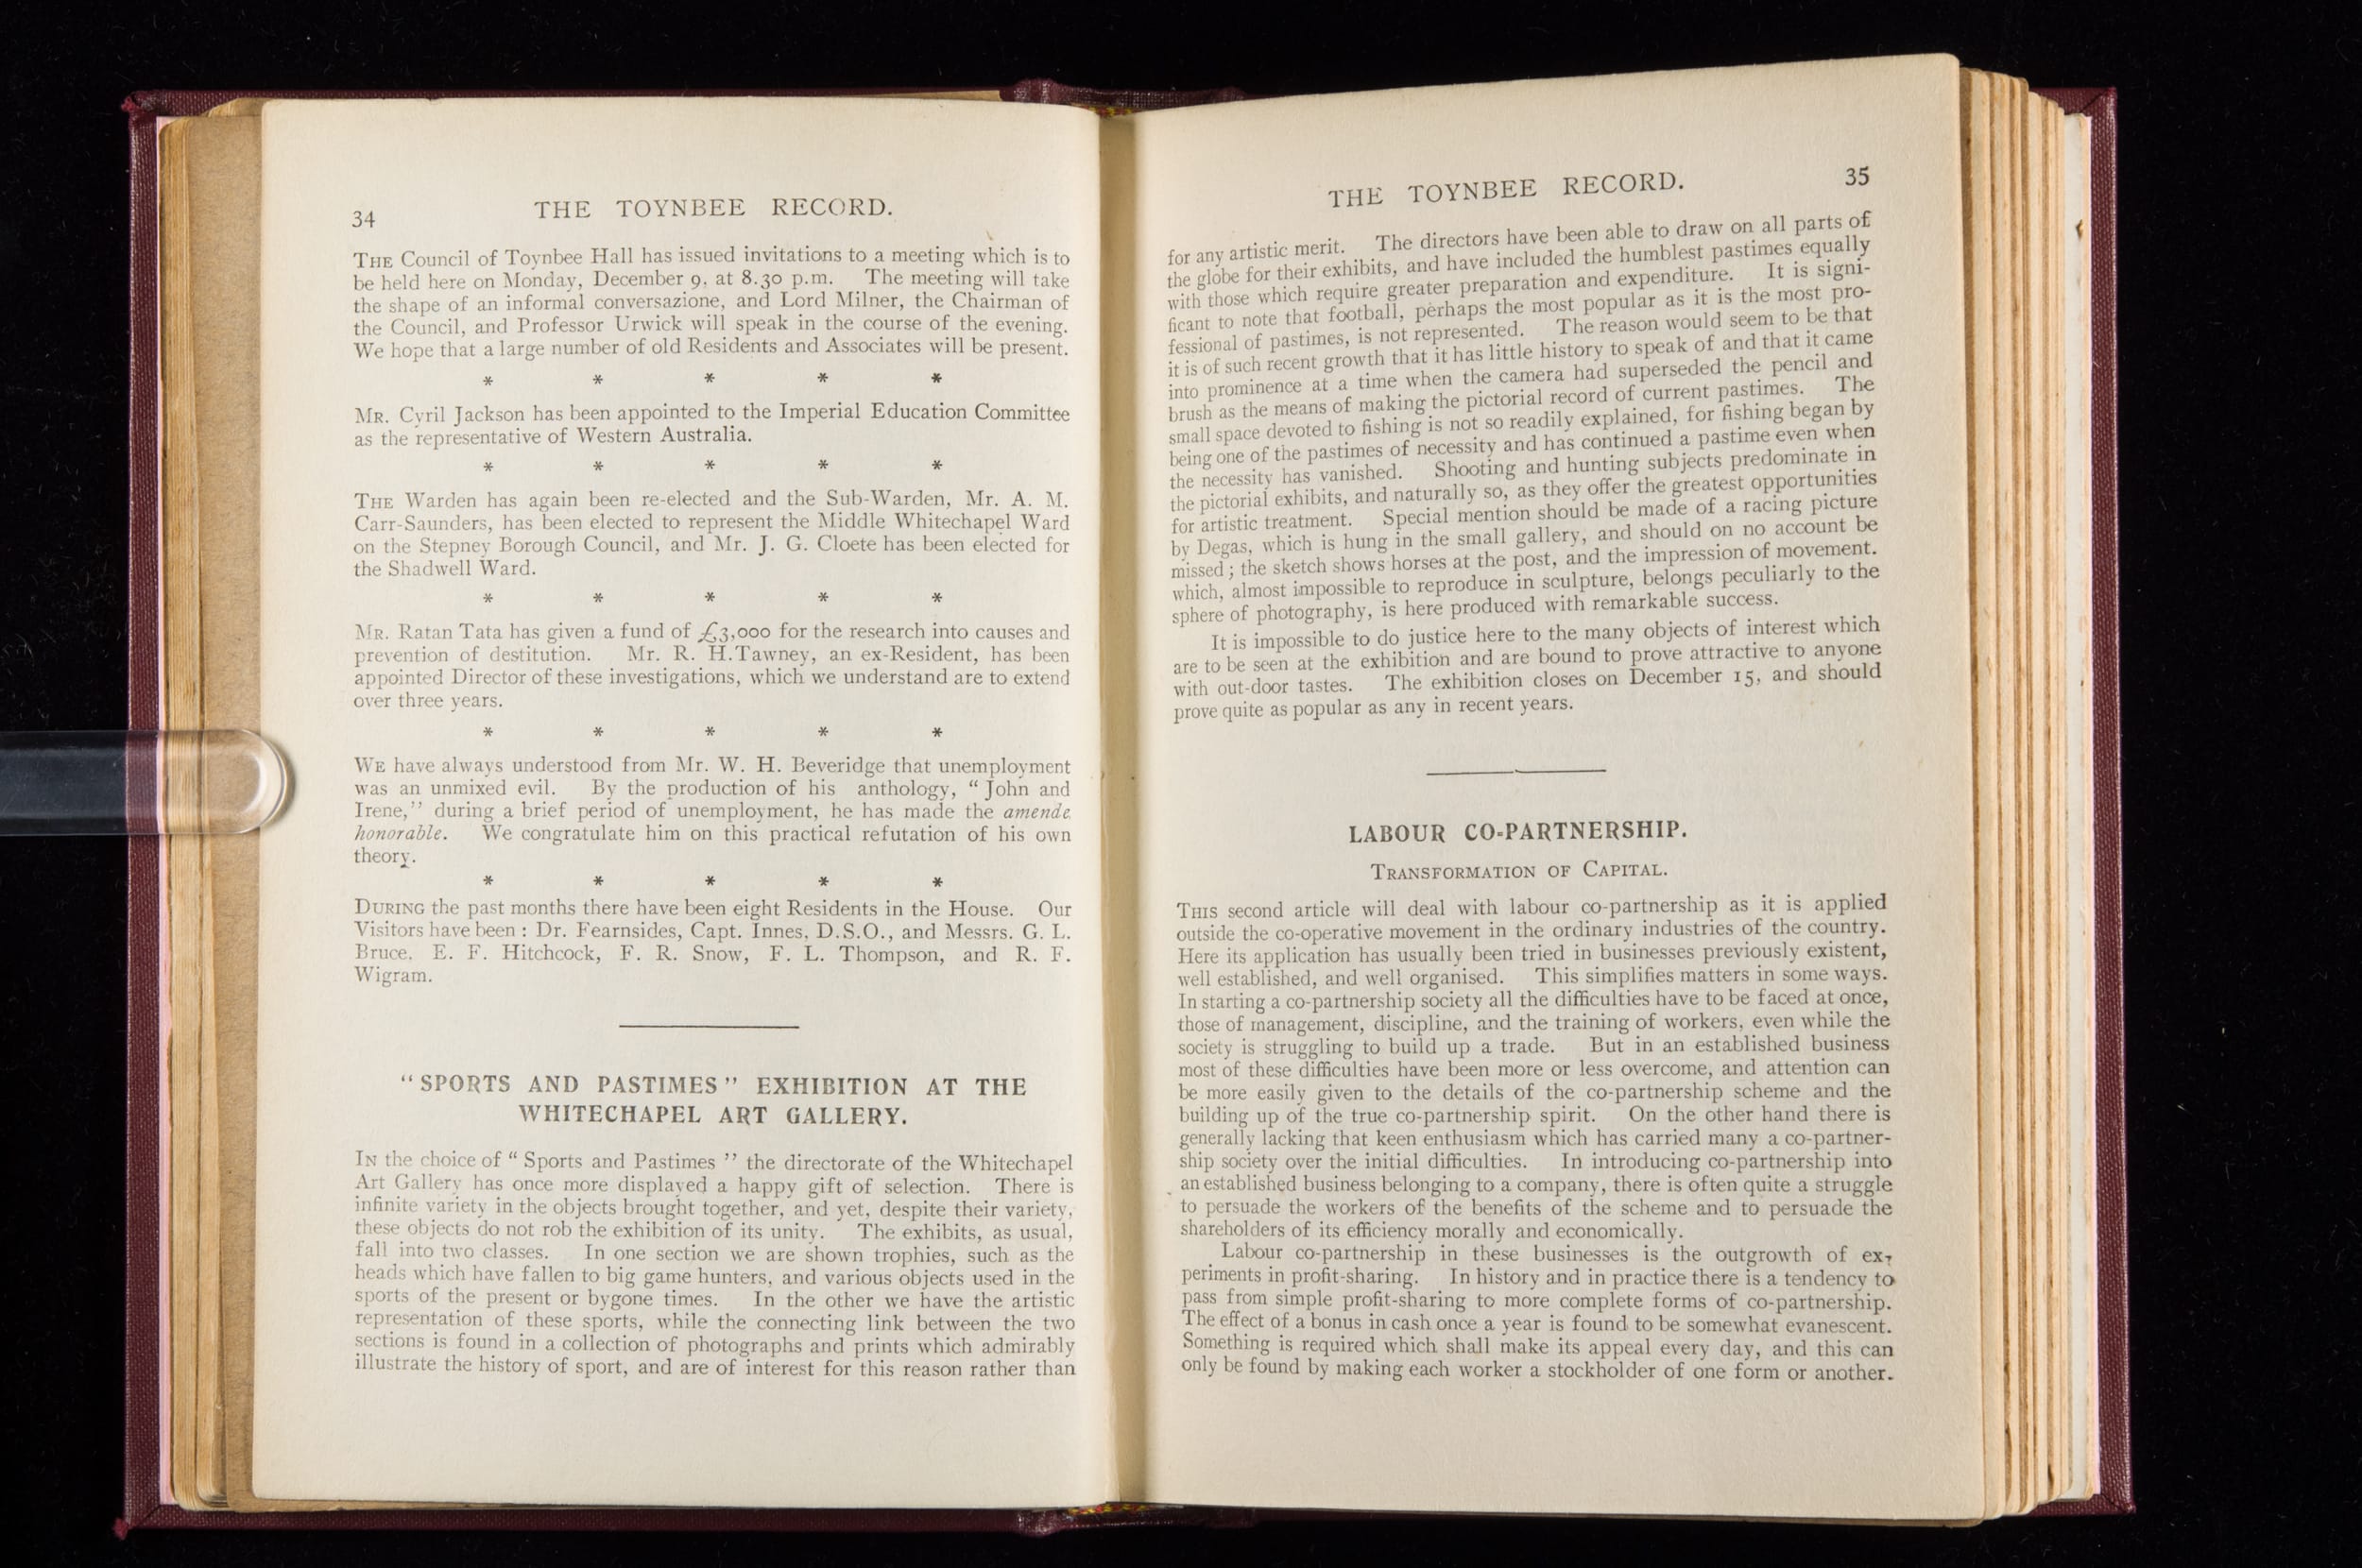 34
THE TOYNBEE RECORD.
THE Council of Toynbee Hall has issued invitations to a meeting which is to
be held here on Monday, December 9, at 8.30 p.m. The meeting will take
the shape of an informal conversazione, and Lord Milner, the Chairman of
the Council, and Professor Urwick will speak in the course of the evening.
We hope that a large number of old Residents and Associates will be present.
* * * * *
MR. Cyril Jackson has been appointed to the Imperial Education Committee
as the representative of Western Australia.
* * * * *
THE Warden has again been re-elected and the Sub-Warden, Mr. A. M.
Carr-Saunders, has been elected to represent the Middle Whitechapel Ward
on the Stepney Borough Council, and Mr. J. G. Cloete has been elected for
the Shadwell Ward.
* * * * *
MR. Ratan Tata has given a fund of £3,000 for the research into causes and
prevention of destitution. Mr. R. H. Tawney, an ex-Resident, has been
appointed Director of these investigations, which we understand are to extend
over three years.
* * * * *
WE have always understood from Mr. W. H. Beveridge that unemployment
was an unmixed evil. By the production of his anthology, “ John and
Irene,” during a brief period of unemployment, he has made the amende
honorable. We congratulate him on this practical refutation of his own
theory.
* * * * *
DURING the past months there have been eight Residents in the House. Our
Visitors have been : Dr. Fearnsides, Capt. Innes, D.S.O., and Messrs. G. L.
Bruce, E. F. Hitchcock, F. R. Snow, F. L. Thompson, and R. F.
Wigram.
“ SPORTS AND PASTIMES ” EXHIBITION AT THE
WHITECHAPEL ART GALLERY.
IN the choice of “ Sports and Pastimes ” the directorate of the Whitechapel
Art Gallery has once more displayed a happy gift of selection. There is
infinite variety in the objects brought together, and yet, despite their variety,
these objects do not rob the exhibition of its unity. The exhibits, as usual,
fall into two classes. In one section we are shown trophies, such as the
heads which have fallen to big game hunters, and various objects used in the
sports of the present or bygone times. In the other we have the artistic
representation of these sports, while the connecting link between the two
sections is found in a collection of photographs and prints which admirably
illustrate the history of sport, and are of interest for this reason rather than
THE TOYNBEE RECORD.
35
for any artistic merit. The directors have been able to draw on all parts of
the globe for their exhibits, and have included the humblest pastimes equally
with those which require greater preparation and expenditure. It is signi-
ficant to note that football, perhaps the most popular as it is the most pro-
fessional of pastimes, is not represented. The reason would seem to be that
it is of such recent growth that it has little history to speak of and that it came
into prominence at a time when the camera had superseded the pencil and
brush as the means of making the pictorial record of current pastimes. The
small space devoted to fishing is not so readily explained, for fishing began by
being one of the pastimes of necessity and has continued a pastime even when
the necessity has vanished. Shooting and hunting subjects predominate in
the pictorial exhibits, and naturally so, as they offer the greatest opportunities
for artistic treatment. Special mention should be made of a racing picture
by Degas, which is hung in the small gallery, and should on no account be
missed ; the sketch shows horses at the post, and the impression of movement.
which, almost impossible to reproduce in sculpture, belongs peculiarly to the
sphere of photography, is here produced with remarkable success.
It is impossible to do justice here to the many objects of interest which
are to be seen at the exhibition and are bound to prove attractive to anyone
with out-door tastes. The exhibition closes on December 15, and should
prove quite as popular as any in recent years.
LABOUR CO-PARTNERSHIP.
TRANSFORMATION OF CAPITAL.
THIS second article will deal with labour co-partnership as it is applied
outside the co-operative movement in the ordinary industries of the country.
Here its application has usually been tried in businesses previously existent,
well established, and well organised. This simplifies matters in some ways.
In starting a co-partnership society all the difficulties have to be faced at once,
those of management, discipline, and the training of workers, even while the
society is struggling to build up a trade. But in an established business
most of these difficulties have been more or less overcome, and attention can
be more easily given to the details of the co-partnership scheme and the
building up of the true co-partnership spirit. On the other hand there is
generally lacking that keen enthusiasm which has carried many a co-partner-
ship society over the initial difficulties. In introducing co-partnership into
an established business belonging to a company, there is often quite a struggle
to persuade the workers of the benefits of the scheme and to persuade the
shareholders of its efficiency morally and economically.
Labour co-partnership in these businesses is the outgrowth of ex-
periments in profit-sharing. In history and in practice there is a tendency to
pass from simple profit-sharing to more complete forms of co-partnership.
The effect of a bonus in cash once a year is found to be somewhat evanescent.
Something is required which shall make its appeal every day, and this can
only be found by making each worker a stockholder of one form or another.